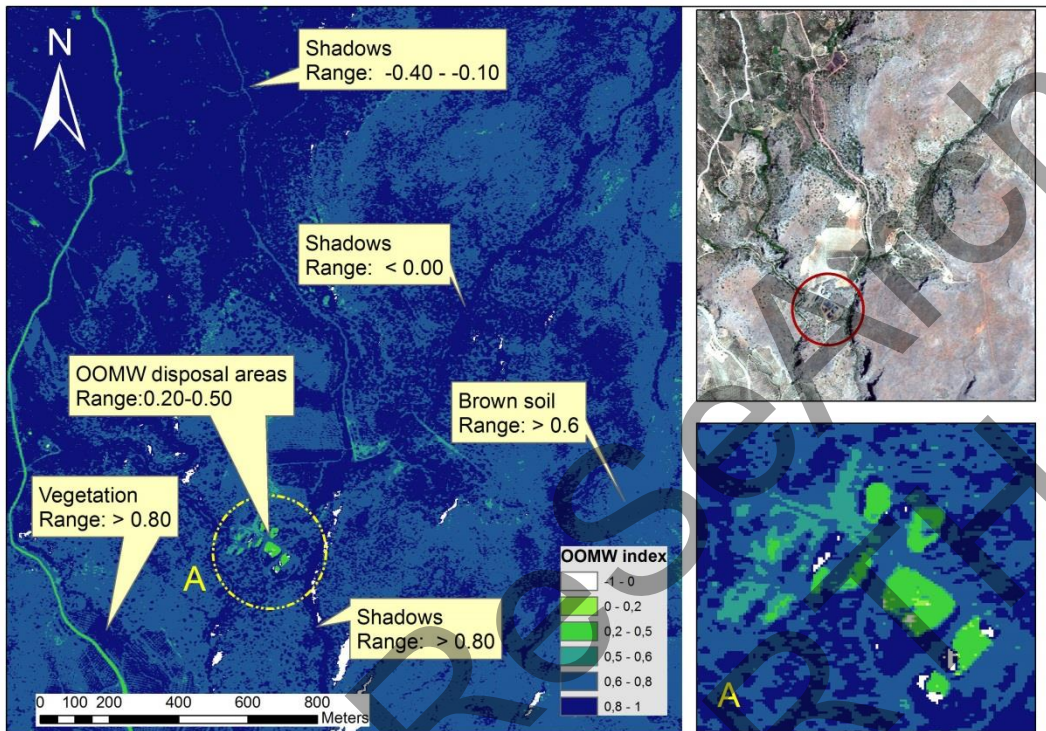 N
Shadows
Range: -0.40 - -0.10
Shadows
Range: < 0.00
OOMW disposal areas
Range:0.20-0.50
Brown soil
Range: > 0.6
Vegetation
Range: > 0.80
A
Shadows
Range: > 0.80
OOMW index
-1 - 0
0 - 0,2
0,2 - 0,5
0,5 - 0,6
0,6 - 0,8
0,8 - 1
0 100 200 400 600 800
Meters
A